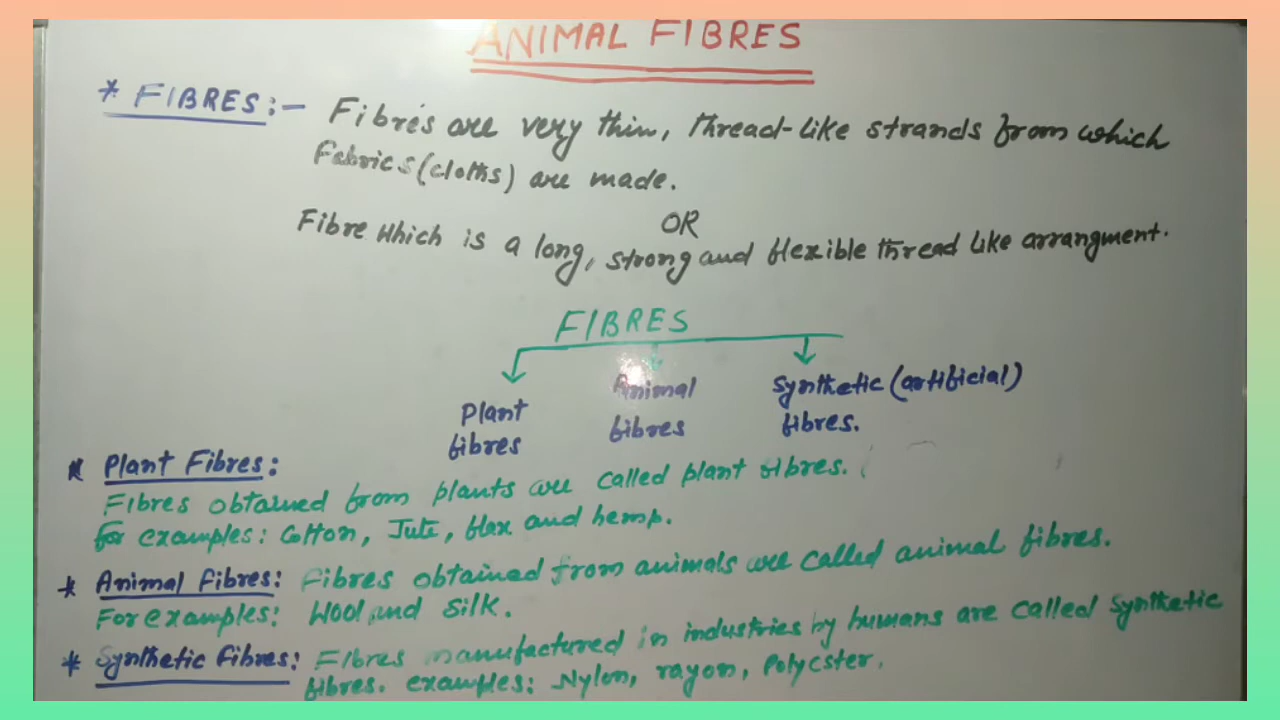 ANIMAL FIBRES
* FIBRES:- Fibres are very thin, thread-like strands from which
Fabrics (cloths) are made.
OR
Fibre which is a long, strong and flexible thread like arrangment.
FIBRES
Plant fibres
Animal fibres
Synthetic (artificial) fibres.
* Plant Fibres:
Fibres obtained from plants are called plant fibres.
for examples: Cotton, Jute, flax and hemp.
* Animal fibres: Fibres obtained from animals are called animal fibres.
For examples: Wool and Silk.
* Synthetic Fibres: Fibres manufactured in industries by humans are called Synthetic
fibres. examples: Nylon, rayon, Polyester.